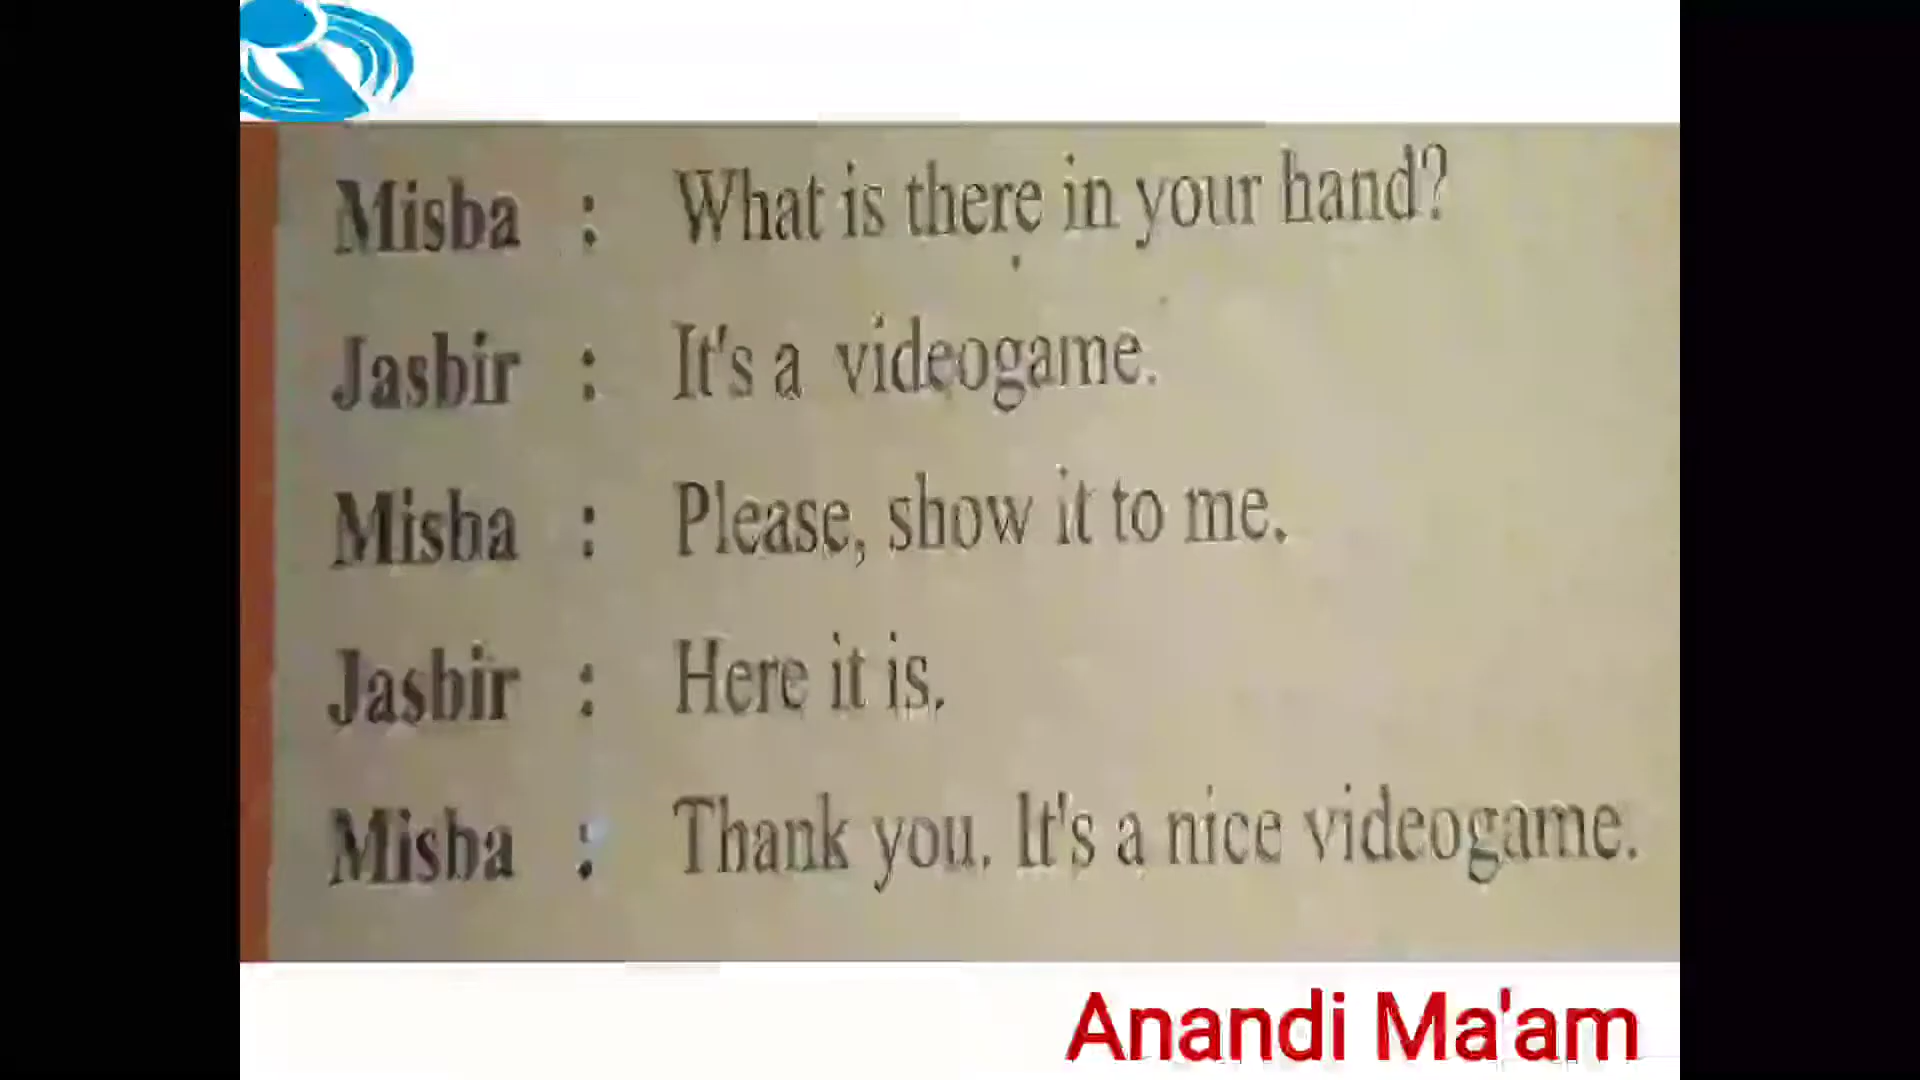 Misba : What is there in your hand?
Jasbir : It's a videogame.
Misba : Please, show it to me.
Jasbir : Here it is.
Misba : Thank you. It's a nice videogame.
Anandi Ma'am